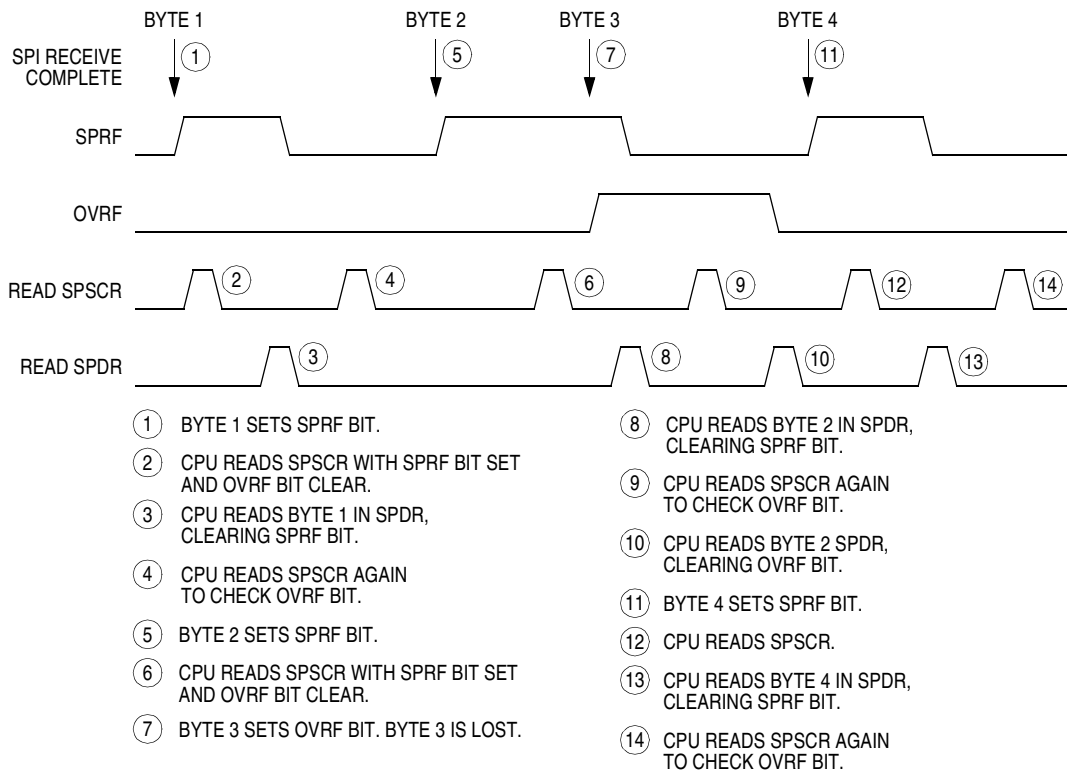 BYTE 1
BYTE 2
BYTE 3
BYTE 4
SPI RECEIVE
COMPLETE
1
5
7
11
SPRF
OVRF
READ SPSCR
2
4
6
9
12
14
READ SPDR
3
8
10
13
1 BYTE 1 SETS SPRF BIT.
2 CPU READS SPSCR WITH SPRF BIT SET
AND OVRF BIT CLEAR.
3 CPU READS BYTE 1 IN SPDR,
CLEARING SPRF BIT.
4 CPU READS SPSCR AGAIN
TO CHECK OVRF BIT.
5 BYTE 2 SETS SPRF BIT.
6 CPU READS SPSCR WITH SPRF BIT SET
AND OVRF BIT CLEAR.
7 BYTE 3 SETS OVRF BIT. BYTE 3 IS LOST.
8 CPU READS BYTE 2 IN SPDR,
CLEARING SPRF BIT.
9 CPU READS SPSCR AGAIN
TO CHECK OVRF BIT.
10 CPU READS BYTE 2 SPDR,
CLEARING OVRF BIT.
11 BYTE 4 SETS SPRF BIT.
12 CPU READS SPSCR.
13 CPU READS BYTE 4 IN SPDR,
CLEARING SPRF BIT.
14 CPU READS SPSCR AGAIN
TO CHECK OVRF BIT.